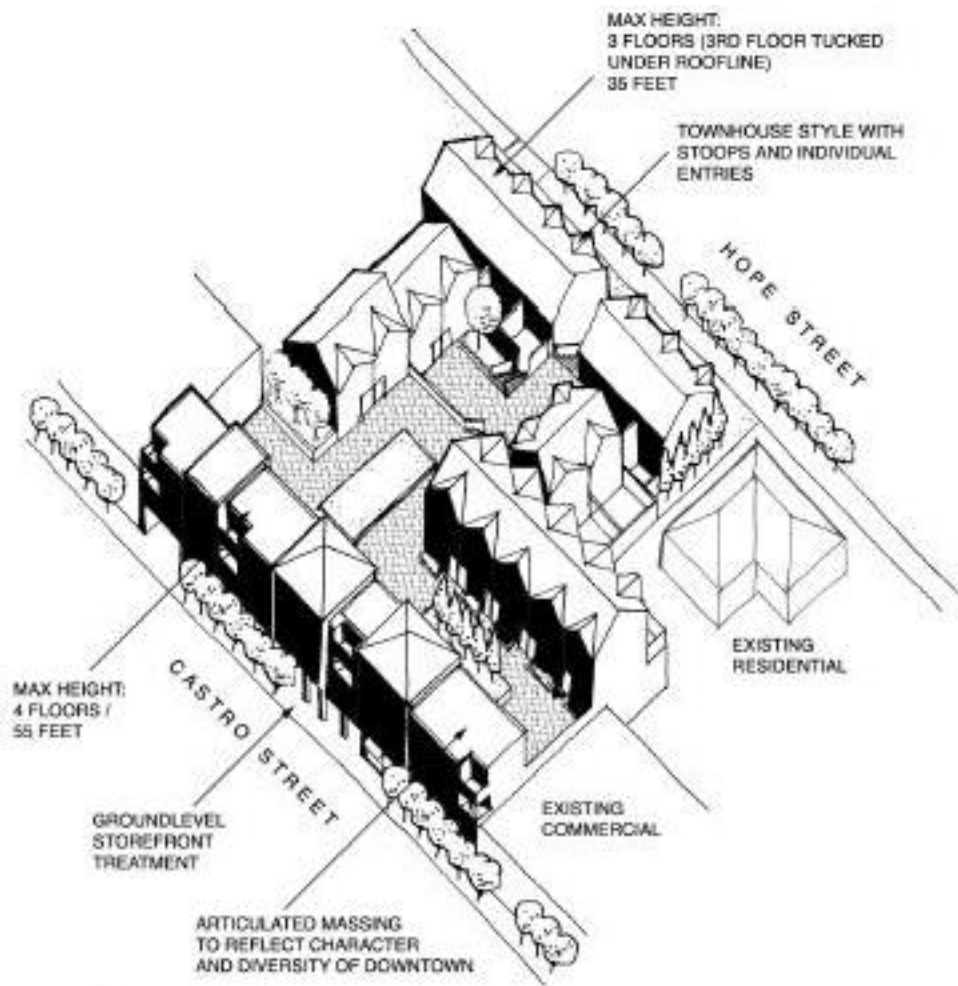 MAX HEIGHT:
3 FLOORS (3RD FLOOR TUCKED
UNDER ROOFLINE)
35 FEET
TOWNHOUSE STYLE WITH
STOOPS AND INDIVIDUAL
ENTRIES
HOPE STREET
EXISTING
RESIDENTIAL
MAX HEIGHT:
4 FLOORS /
55 FEET
CASTRO STREET
GROUNDLEVEL
STOREFRONT
TREATMENT
EXISTING
COMMERCIAL
ARTICULATED MASSING
TO REFLECT CHARACTER
AND DIVERSITY OF DOWNTOWN